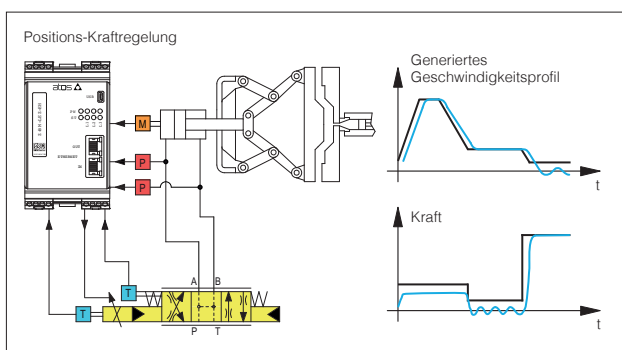 Positions-Kraftregelung
atos
M
P
P
T
T
A B
P T
Generiertes
Geschwindigkeitsprofil
t
Kraft
t